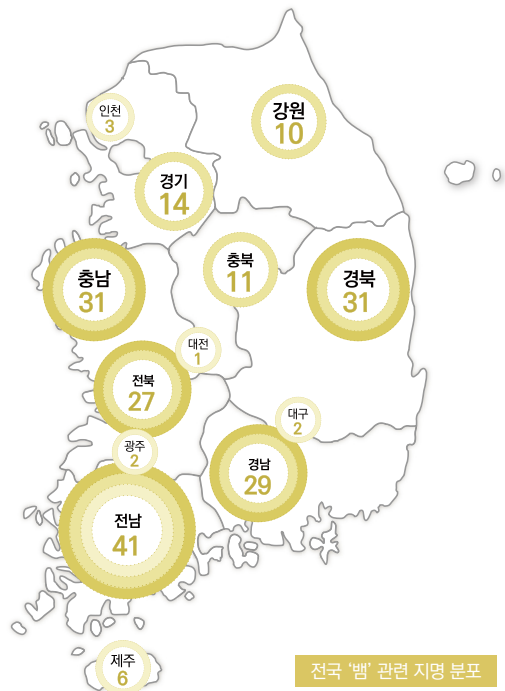 인천
3
강원
10
경기
14
충북
11
충남
31
경북
31
대전
1
전북
27
대구
2
광주
2
경남
29
전남
41
제주
6
전국 ‘뱀’ 관련 지명 분포